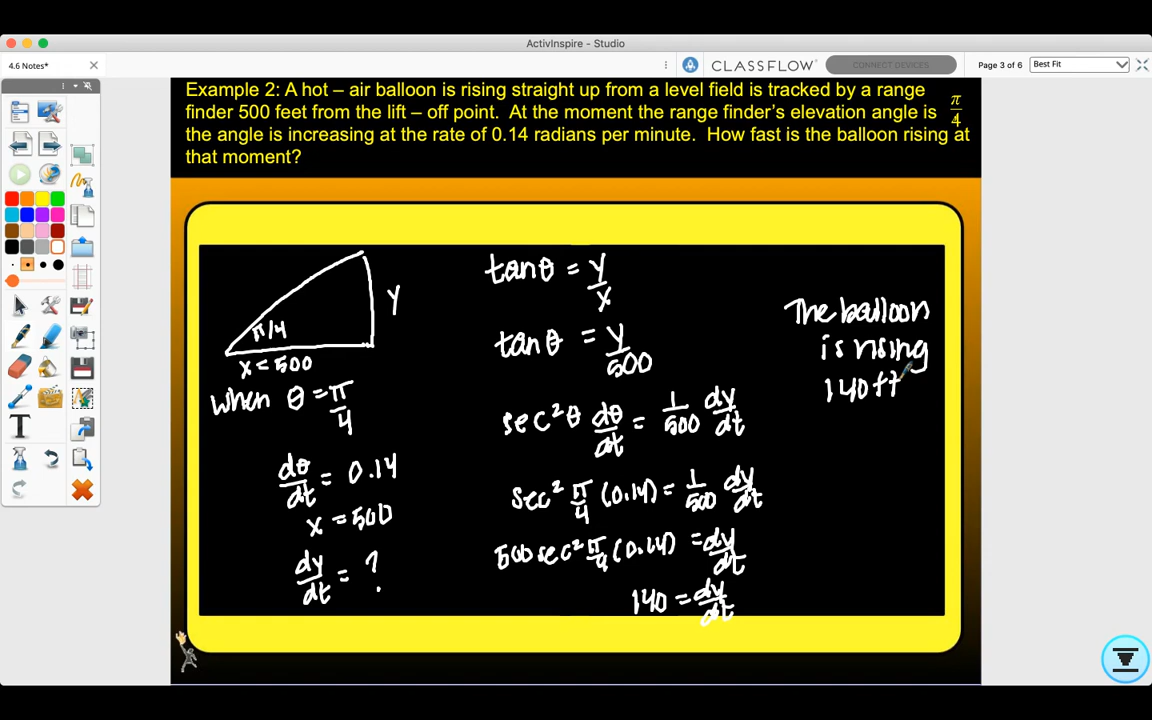 ActivInspire - Studio
4.6 Notes*
CLASSFLOW
CONNECT DEVICES
Page 3 of 6
Best Fit
Example 2: A hot – air balloon is rising straight up from a level field is tracked by a range
finder 500 feet from the lift – off point. At the moment the range finder's elevation angle is π/4
the angle is increasing at the rate of 0.14 radians per minute. How fast is the balloon rising at
that moment?
π/4
y
x = 500
when θ = π/4
dθ/dt = 0.14
x = 500
dy/dt = ?
tanθ = y/x
tanθ = y/500
sec²θ dθ/dt = 1/500 dy/dt
sec² π/4 (0.14) = 1/500 dy/dt
500sec² π/4 (0.14) = dy/dt
140 = dy/dt
The balloon
is rising
140 ft
T